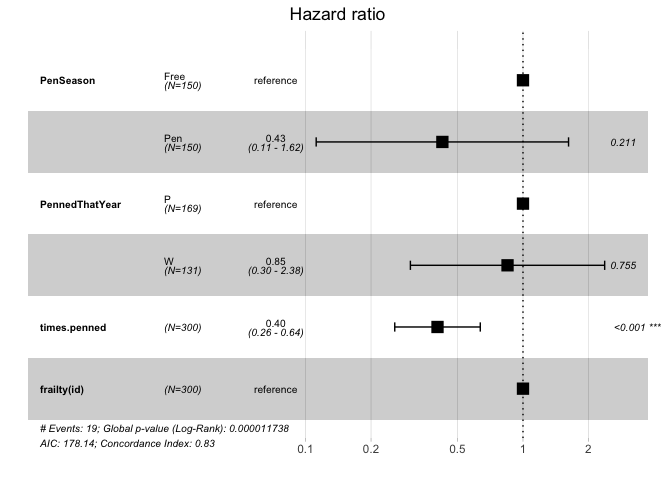 Hazard ratio
PenSeason Free reference
(N=150)
Pen 0.43 0.211
(N=150) (0.11 - 1.62)
PennedThatYear P reference
(N=169)
W 0.85 0.755
(N=131) (0.30 - 2.38)
times.penned (N=300) 0.40 <0.001 ***
(0.26 - 0.64)
frailty(id) (N=300) reference
# Events: 19; Global p-value (Log-Rank): 0.000011738
AIC: 178.14; Concordance Index: 0.83
0.1 0.2 0.5 1 2